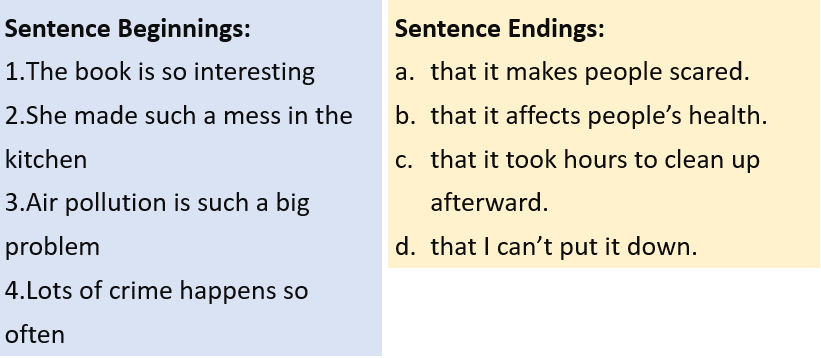 Sentence Beginnings:
1.The book is so interesting
2.She made such a mess in the
kitchen
3.Air pollution is such a big
problem
4.Lots of crime happens so
often
Sentence Endings:
a. that it makes people scared.
b. that it affects people’s health.
c. that it took hours to clean up
afterward.
d. that I can’t put it down.